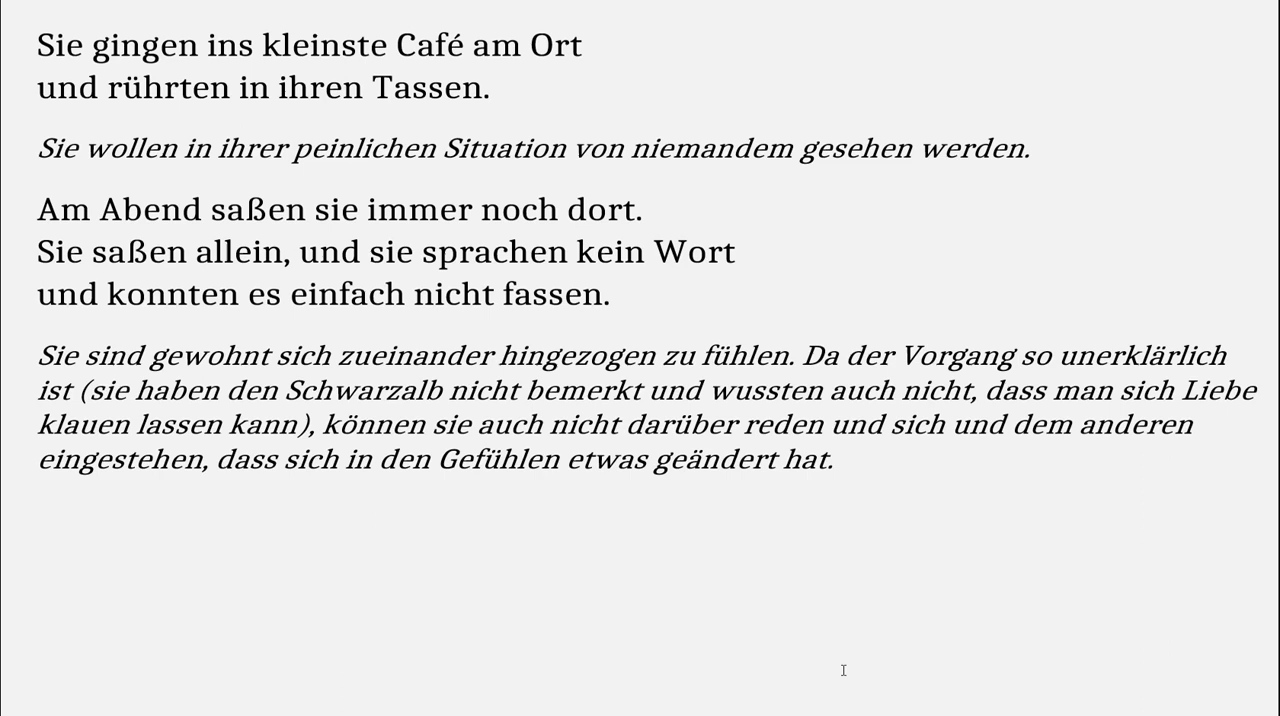 Sie gingen ins kleinste Café am Ort
und rührten in ihren Tassen.
Sie wollen in ihrer peinlichen Situation von niemandem gesehen werden.
Am Abend saßen sie immer noch dort.
Sie saßen allein, und sie sprachen kein Wort
und konnten es einfach nicht fassen.
Sie sind gewohnt sich zueinander hingezogen zu fühlen. Da der Vorgang so unerklärlich
ist (sie haben den Schwarzalb nicht bemerkt und wussten auch nicht, dass man sich Liebe
klauen lassen kann), können sie auch nicht darüber reden und sich und dem anderen
eingestehen, dass sich in den Gefühlen etwas geändert hat.